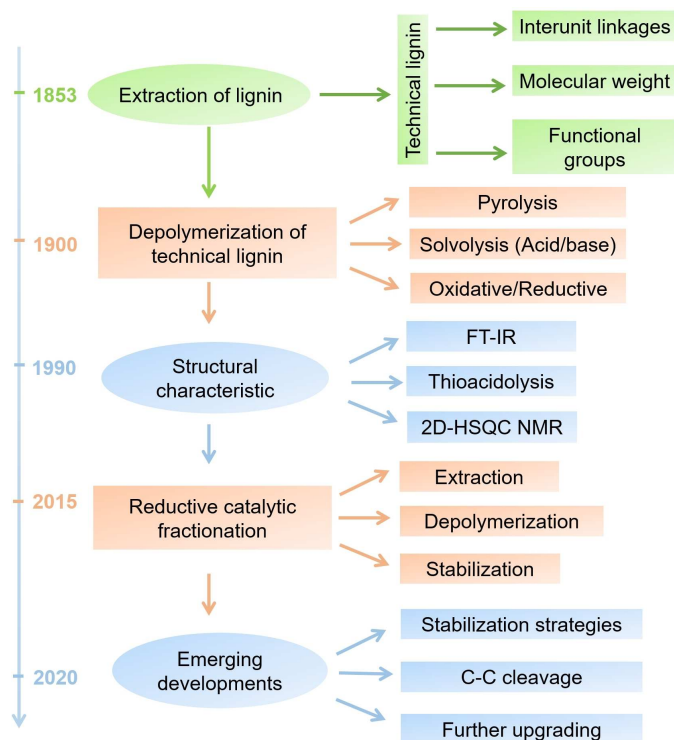 1853
Extraction of lignin
Technical lignin
Interunit linkages
Molecular weight
Functional
groups
1900
Depolymerization of
technical lignin
Pyrolysis
Solvolysis (Acid/base)
Oxidative/Reductive
1990
Structural
characteristic
FT-IR
Thioacidolysis
2D-HSQC NMR
2015
Reductive catalytic
fractionation
Extraction
Depolymerization
Stabilization
2020
Emerging
developments
Stabilization strategies
C-C cleavage
Further upgrading